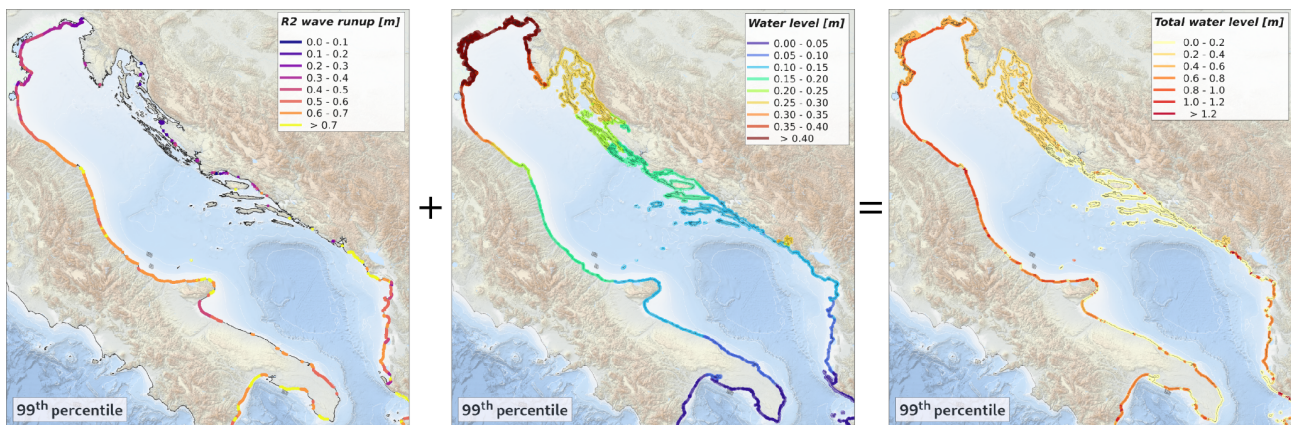 R2 wave runup [m]
0.0 - 0.1
0.1 - 0.2
0.2 - 0.3
0.3 - 0.4
0.4 - 0.5
0.5 - 0.6
0.6 - 0.7
> 0.7
99th percentile
+
Water level [m]
0.00 - 0.05
0.05 - 0.10
0.10 - 0.15
0.15 - 0.20
0.20 - 0.25
0.25 - 0.30
0.30 - 0.35
0.35 - 0.40
> 0.40
99th percentile
=
Total water level [m]
0.0 - 0.2
0.2 - 0.4
0.4 - 0.6
0.6 - 0.8
0.8 - 1.0
1.0 - 1.2
> 1.2
99th percentile